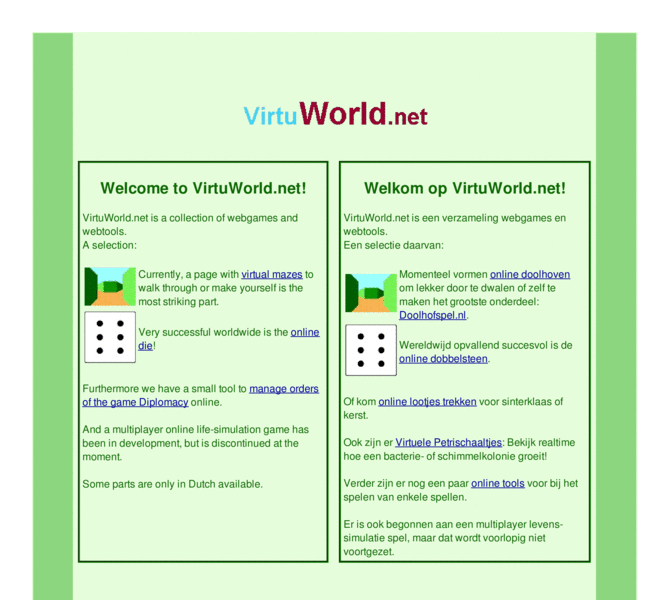 VirtuWorld.net
Welcome to VirtuWorld.net!
VirtuWorld.net is a collection of webgames and
webtools.
A selection:
Currently, a page with virtual mazes to
walk through or make yourself is the
most striking part.
Very successful worldwide is the online
die!
Furthermore we have a small tool to manage orders
of the game Diplomacy online.
And a multiplayer online life-simulation game has
been in development, but is discontinued at the
moment.
Some parts are only in Dutch available.
Welkom op VirtuWorld.net!
VirtuWorld.net is een verzameling webgames en
webtools.
Een selectie daarvan:
Momenteel vormen online doolhoven
om lekker door te dwalen of zelf te
maken het grootste onderdeel:
Doolhofspel.nl.
Wereldwijd opvallend succesvol is de
online dobbelsteen.
Of kom online lootjes trekken voor sinterklaas of
kerst.
Ook zijn er Virtuele Petrischaaltjes: Bekijk realtime
hoe een bacterie- of schimmelkolonie groeit!
Verder zijn er nog een paar online tools voor bij het
spelen van enkele spellen.
Er is ook begonnen aan een multiplayer levens-
simulatie spel, maar dat wordt voorlopig niet
voortgezet.